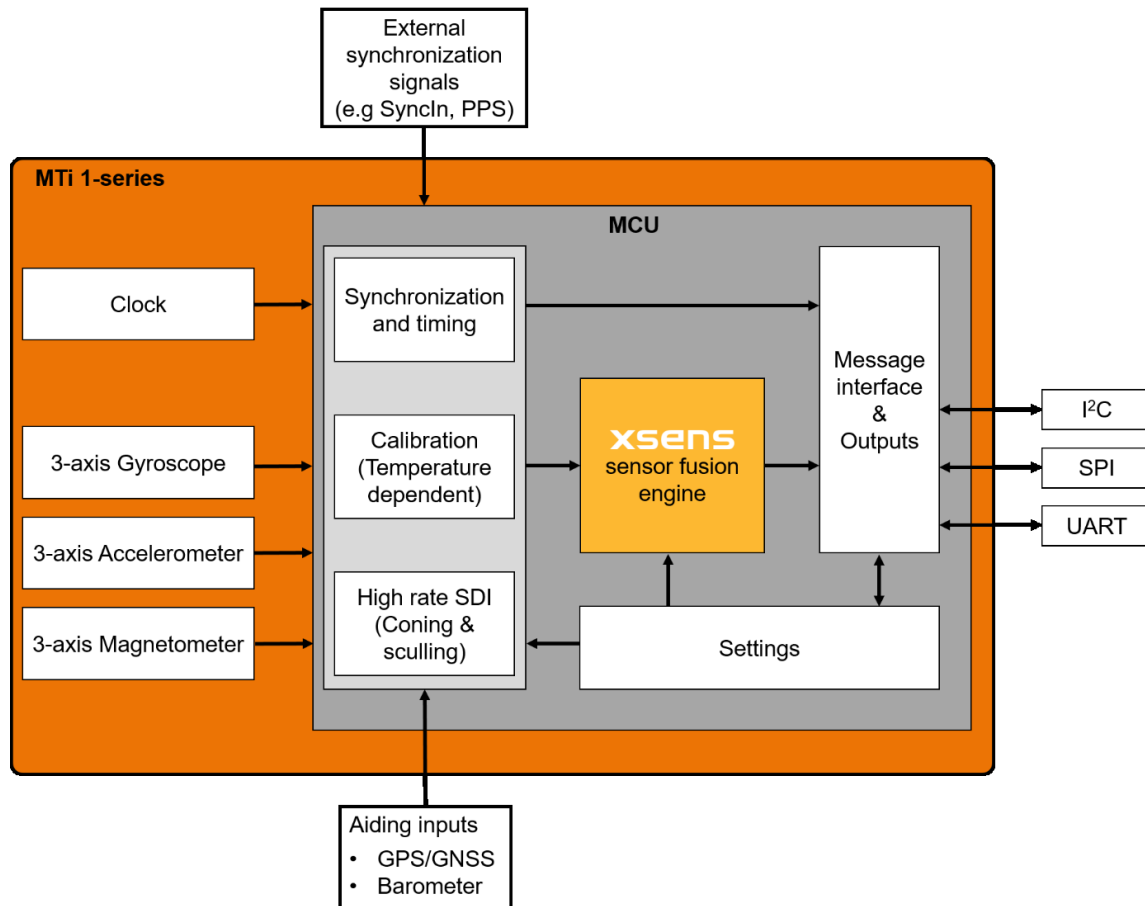 External
synchronization
signals
(e.g SyncIn, PPS)
MTi 1-series
MCU
Clock
Synchronization
and timing
Message
interface
&
Outputs
3-axis Gyroscope
3-axis Accelerometer
3-axis Magnetometer
Calibration
(Temperature
dependent)
xsens
sensor fusion
engine
I²C
SPI
UART
High rate SDI
(Coning &
sculling)
Settings
Aiding inputs
• GPS/GNSS
• Barometer